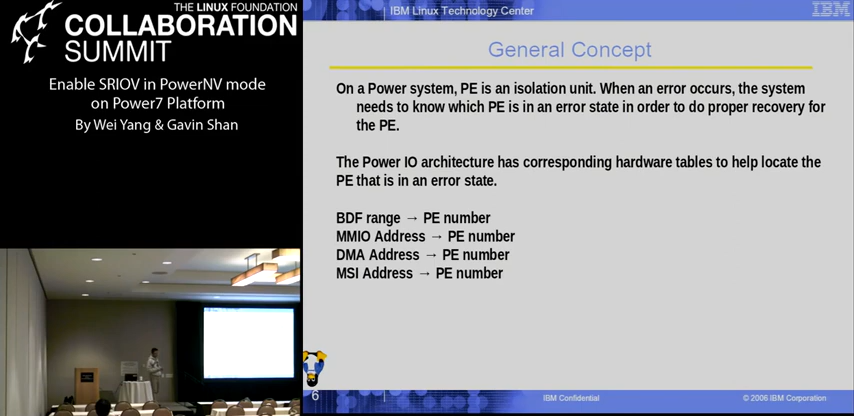 THE LINUX FOUNDATION
COLLABORATION
SUMMIT
Enable SRIOV in PowerNV mode
on Power7 Platform
By Wei Yang & Gavin Shan
IBM Linux Technology Center
IBM
General Concept
On a Power system, PE is an isolation unit. When an error occurs, the system
needs to know which PE is in an error state in order to do proper recovery for
the PE.
The Power IO architecture has corresponding hardware tables to help locate the
PE that is in an error state.
BDF range → PE number
MMIO Address → PE number
DMA Address → PE number
MSI Address → PE number
6
IBM Confidential
© 2006 IBM Corporation